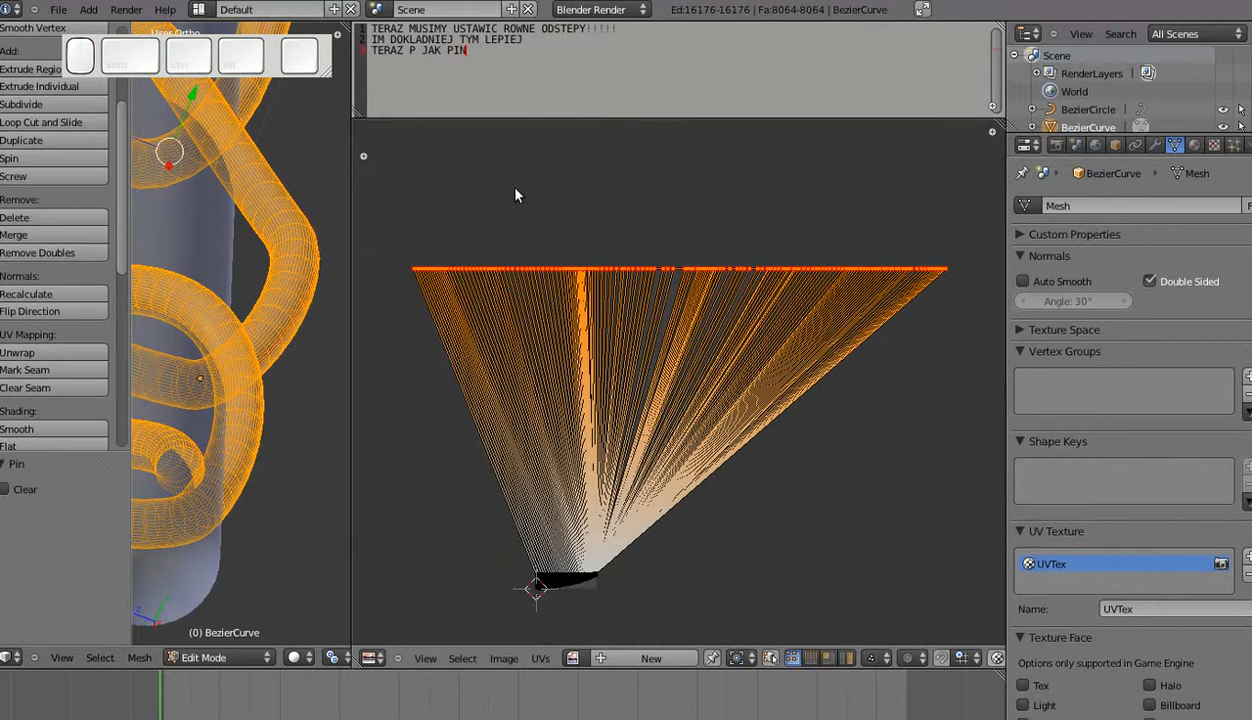 File Add Render Help Default Scene Blender Render Ed:16176-16176 | Fa:8064-8064 | BezierCurve
Smooth Vertex
Add:
Extrude Regio
Extrude Individual
Subdivide
Loop Cut and Slide
Duplicate
Spin
Screw
Remove:
Delete
Merge
Remove Doubles
Normals:
Recalculate
Flip Direction
UV Mapping:
Unwrap
Mark Seam
Clear Seam
Shading:
Smooth
Flat
Pin
Clear
User Ortho
(0) BezierCurve
View Select Mesh Edit Mode
1 TERAZ MUSIMY USTAWIC ROWNE ODSTEPY!!!!!
2 IM DOKLADNIEJ TYM LEPIEJ
3 TERAZ P JAK PIN
View Select Image UVs New
View Search All Scenes
Scene
RenderLayers
World
BezierCircle
BezierCurve
BezierCurve Mesh
Mesh F
Custom Properties
Normals
Auto Smooth Double Sided
Angle: 30°
Texture Space
Vertex Groups
Shape Keys
UV Texture
UVTex
Name: UVTex
Texture Face
Options only supported in Game Engine
Tex Halo
Light Billboard